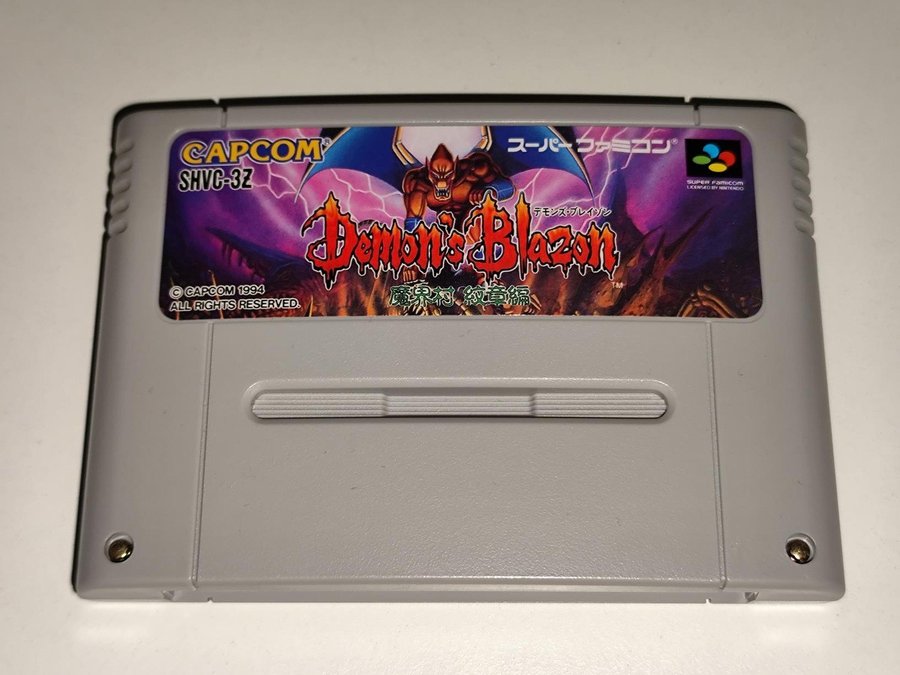 CAPCOM®
SHVC-3Z
スーパーファミコン®
SUPER FAMICOM
LICENSED BY NINTENDO
デモンズ・ブレイゾン
Demon's Blazon
TM
魔界村 紋章編
© CAPCOM 1994
ALL RIGHTS RESERVED.